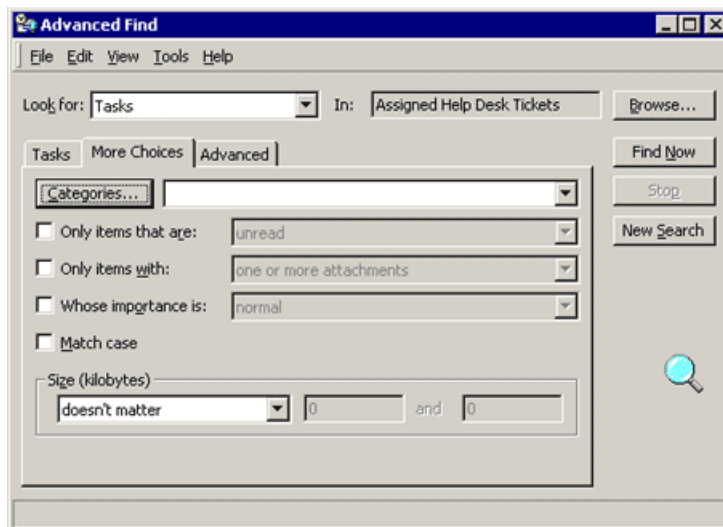 Advanced Find
File Edit View Tools Help
Look for: Tasks In: Assigned Help Desk Tickets Browse...
Tasks More Choices Advanced Find Now
Categories... Stop
Only items that are: unread New Search
Only items with: one or more attachments
Whose importance is: normal
Match case
Size (kilobytes)
doesn't matter 0 and 0